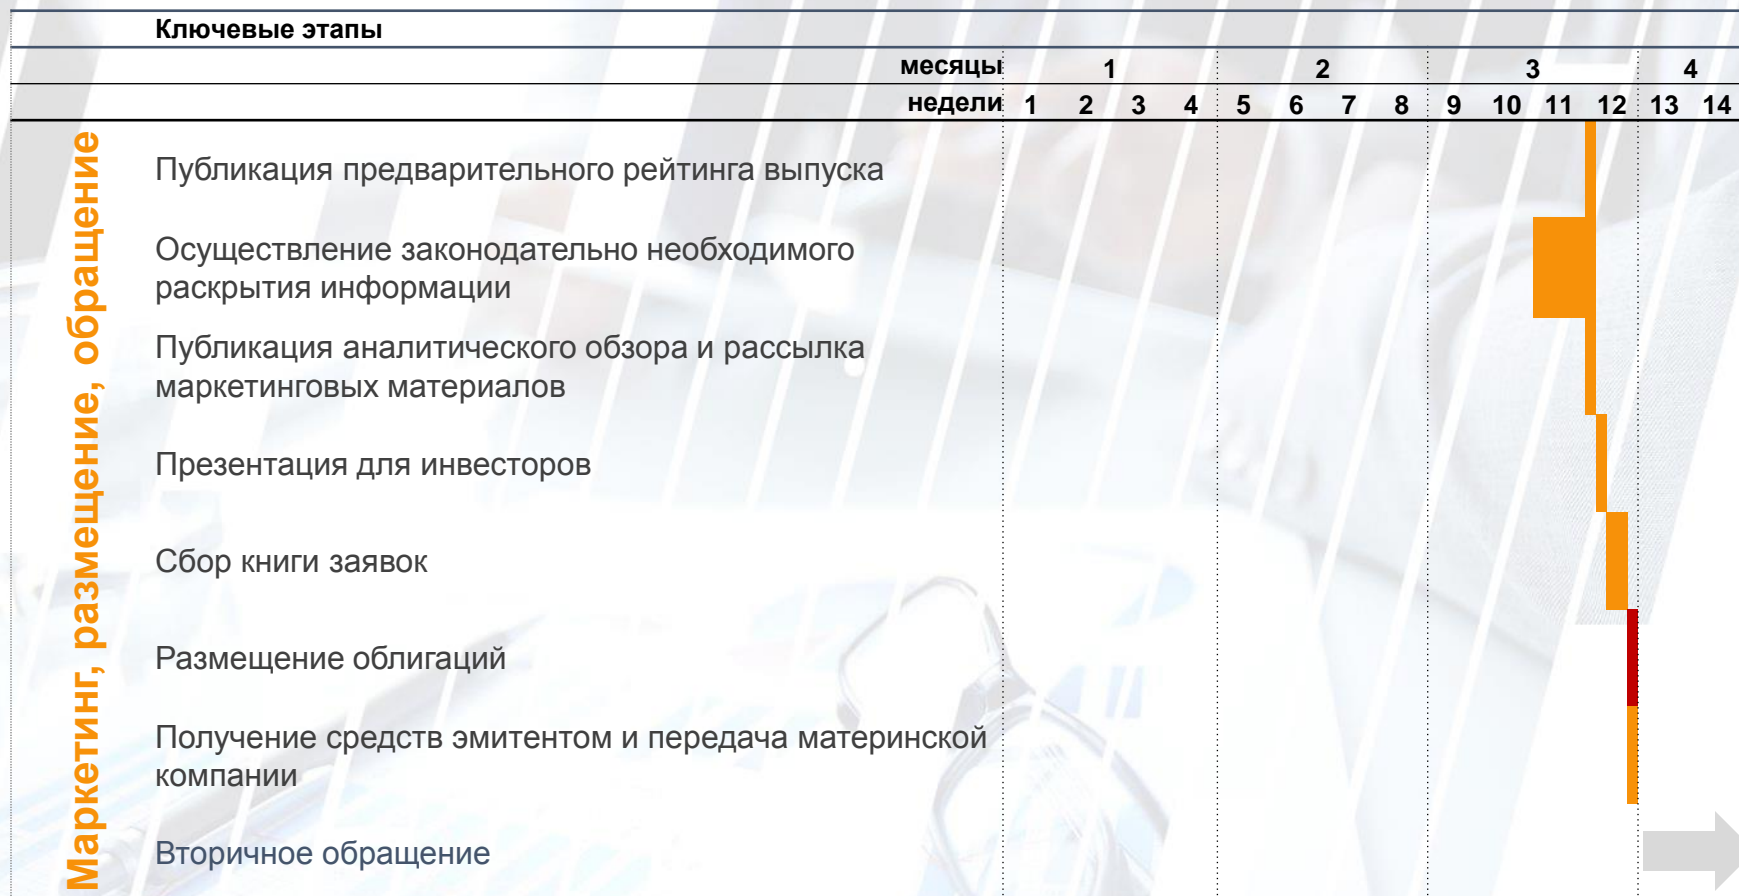 Ключевые этапы
месяцы 1 2 3 4
недели 1 2 3 4 5 6 7 8 9 10 11 12 13 14
Маркетинг, размещение, обращение
Публикация предварительного рейтинга выпуска
Осуществление законодательно необходимого
раскрытия информации
Публикация аналитического обзора и рассылка
маркетинговых материалов
Презентация для инвесторов
Сбор книги заявок
Размещение облигаций
Получение средств эмитентом и передача материнской
компании
Вторичное обращение